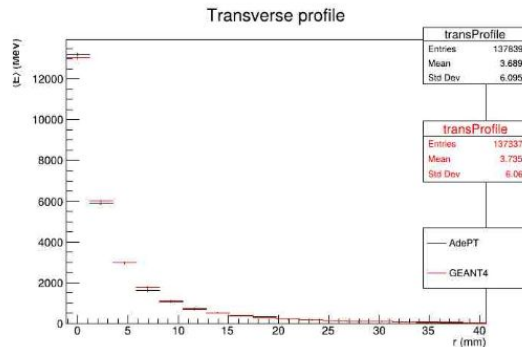 Transverse profile
⟨E⟩ (Mev)
12000
10000
8000
6000
4000
2000
0
0 5 10 15 20 25 30 35 40
r (mm)
transProfile
Entries 137839
Mean 3.689
Std Dev 6.095
transProfile
Entries 137337
Mean 3.735
Std Dev 6.06
AdePT
GEANT4